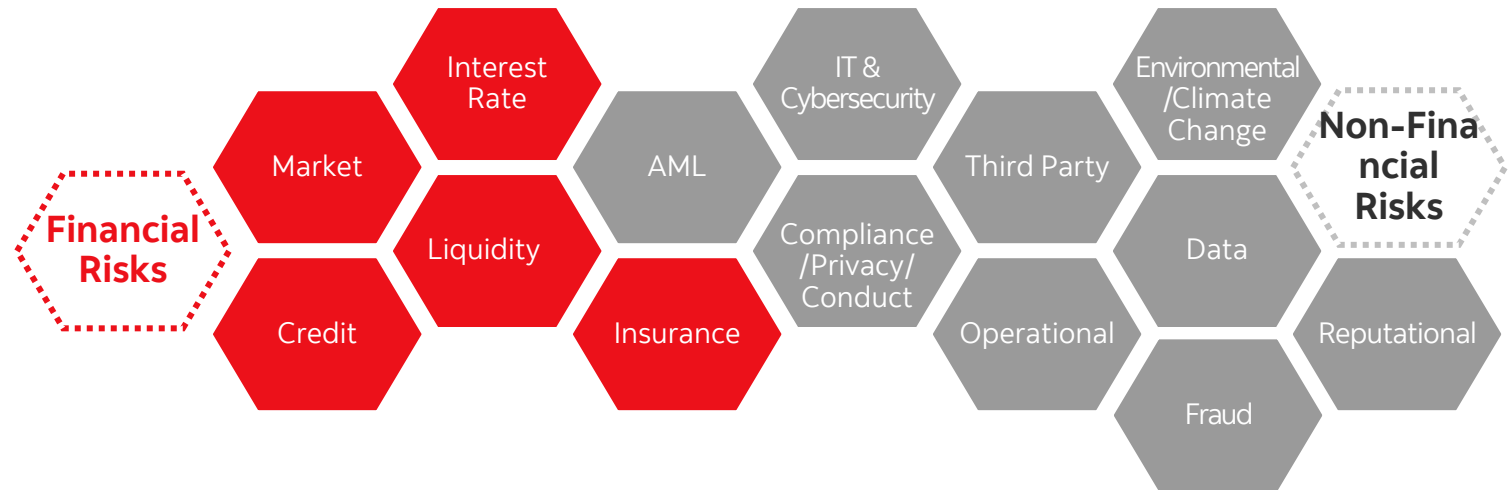 Financial
Risks
Market
Credit
Interest
Rate
Liquidity
AML
Insurance
IT &
Cybersecurity
Compliance
/Privacy/
Conduct
Third Party
Operational
Environmental
/Climate
Change
Data
Fraud
Non-Fina
ncial
Risks
Reputational